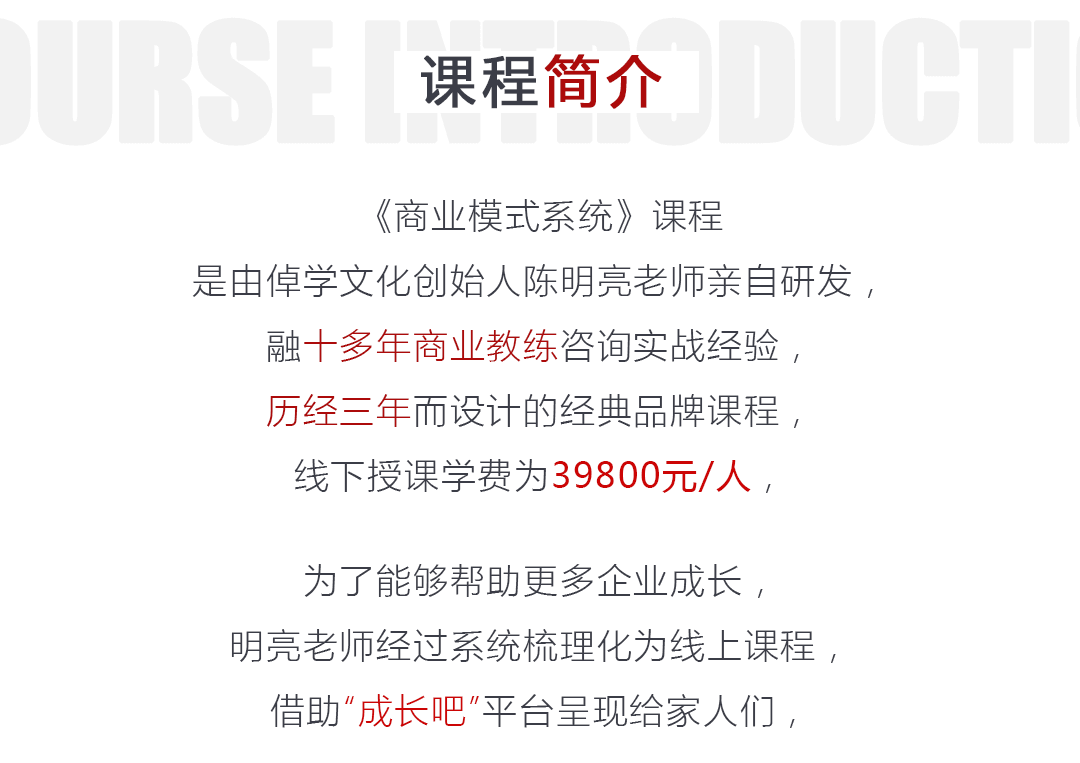 OURSE INTRODUCTI
课程简介
《商业模式系统》课程
是由倬学文化创始人陈明亮老师亲自研发，
融十多年商业教练咨询实战经验，
历经三年而设计的经典品牌课程，
线下授课学费为39800元/人，
为了能够帮助更多企业成长，
明亮老师经过系统梳理化为线上课程，
借助“成长吧”平台呈现给家人们，